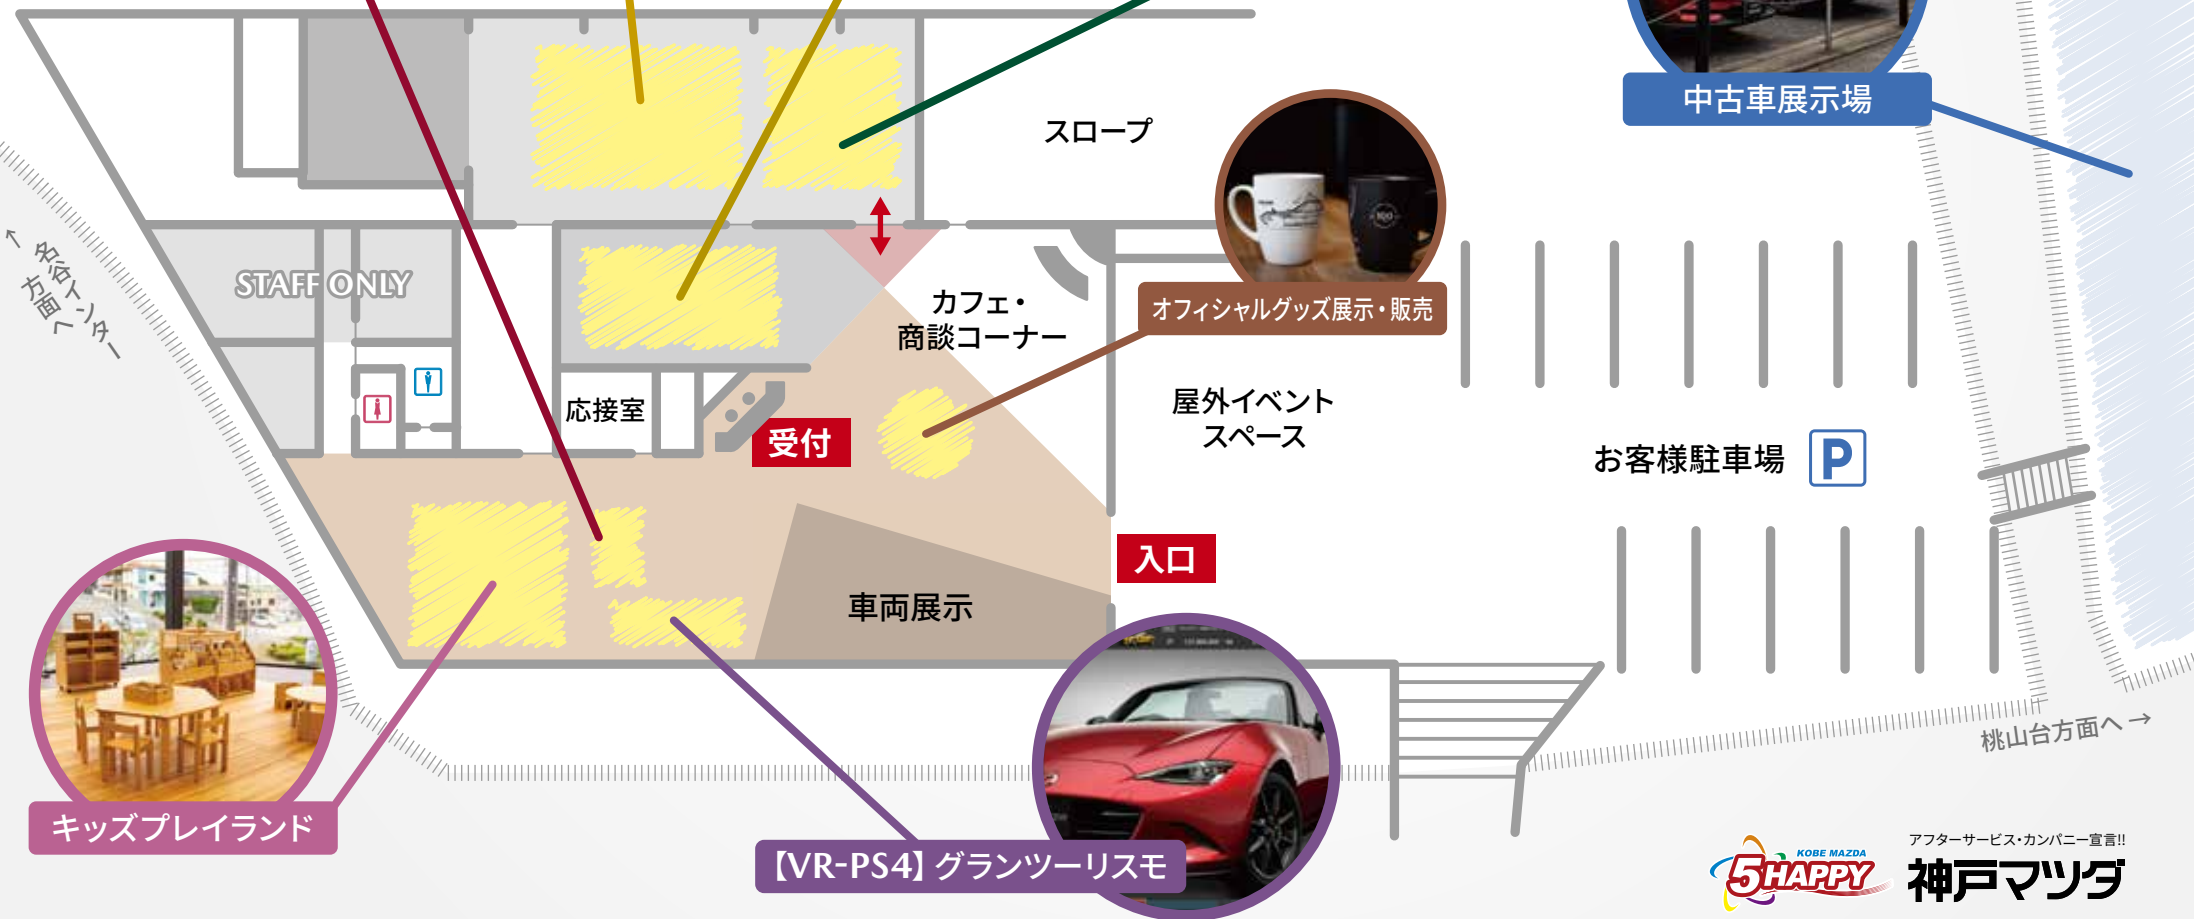 中古車展示場
スロープ
← 名谷インター
方面へ
STAFF ONLY
カフェ・
商談コーナー
オフィシャルグッズ展示・販売
100
応接室
受付
屋外イベント
スペース
お客様駐車場
P
入口
車両展示
キッズプレイランド
【VR-PS4】グランツーリスモ
桃山台方面へ →
KOBE MAZDA
5HAPPY
アフターサービス・カンパニー宣言!!
神戸マツダ